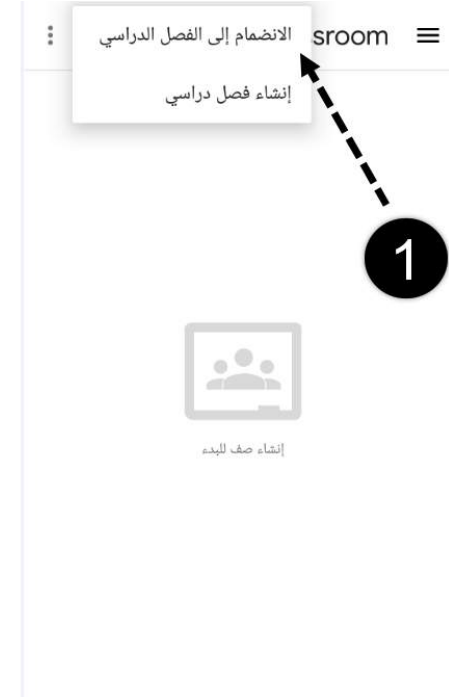 sroom
الانضمام إلى الفصل الدراسي
إنشاء فصل دراسي
1
إنشاء صف للبدء